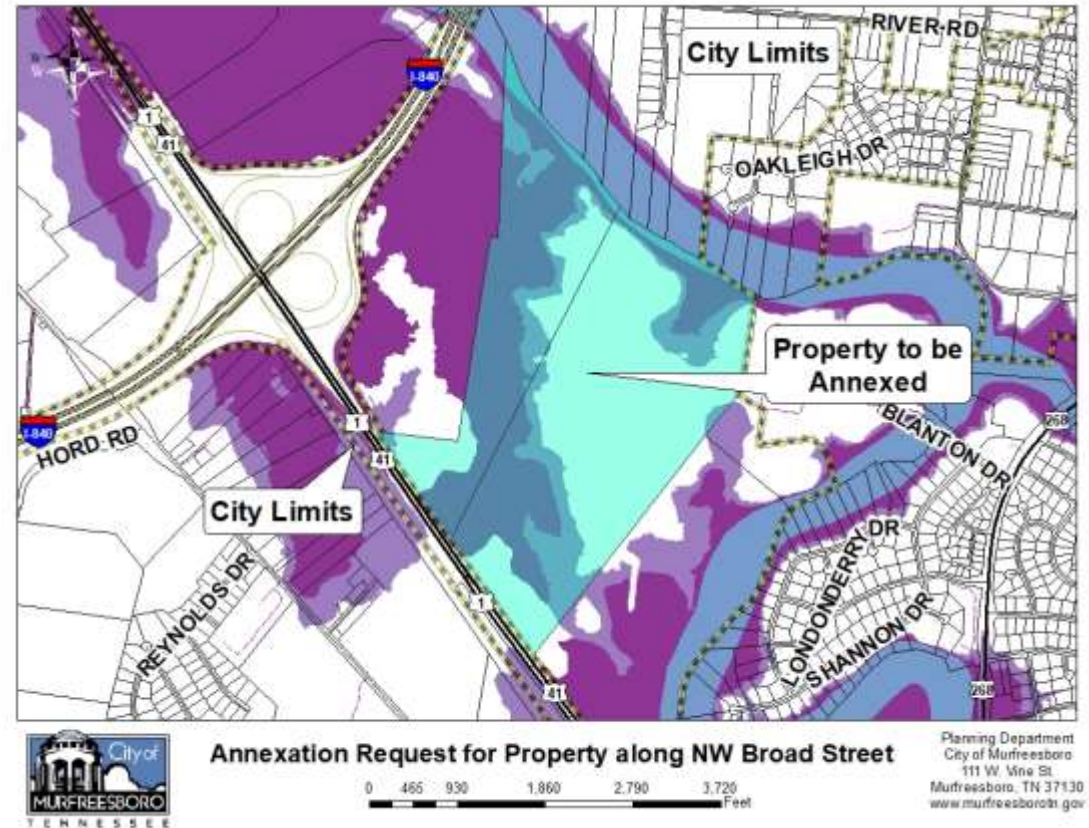 RIVER RD
City Limits
I-840
1
41
OAKLEIGH DR
Property to be
Annexed
1
I-840
HORD RD
41
BLANTON DR
268
City Limits
LONDONDERRY DR
REYNOLDS DR
1
SHANNON DR
41
268
City of
MURFREESBORO
TENNESSEE
Annexation Request for Property along NW Broad Street
0 465 930 1,860 2,790 3,720
Feet
Planning Department
City of Murfreesboro
111 W. Vine St.
Murfreesboro, TN 37130
www.murfreesborotn.gov